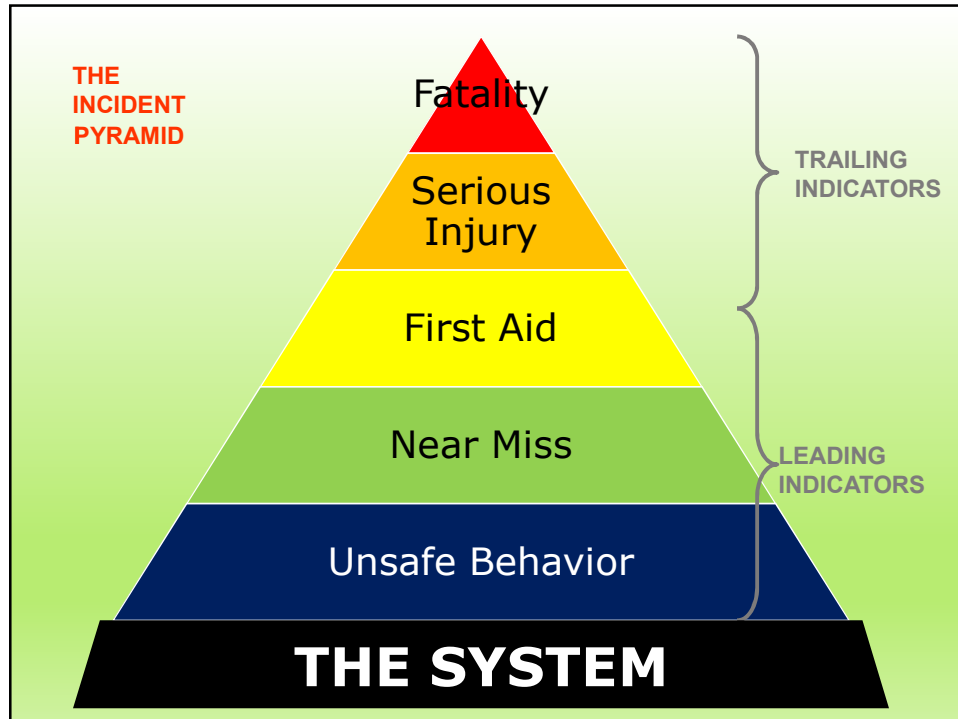 THE
INCIDENT
PYRAMID
Fatality
TRAILING
INDICATORS
Serious
Injury
First Aid
Near Miss
LEADING
INDICATORS
Unsafe Behavior
THE SYSTEM